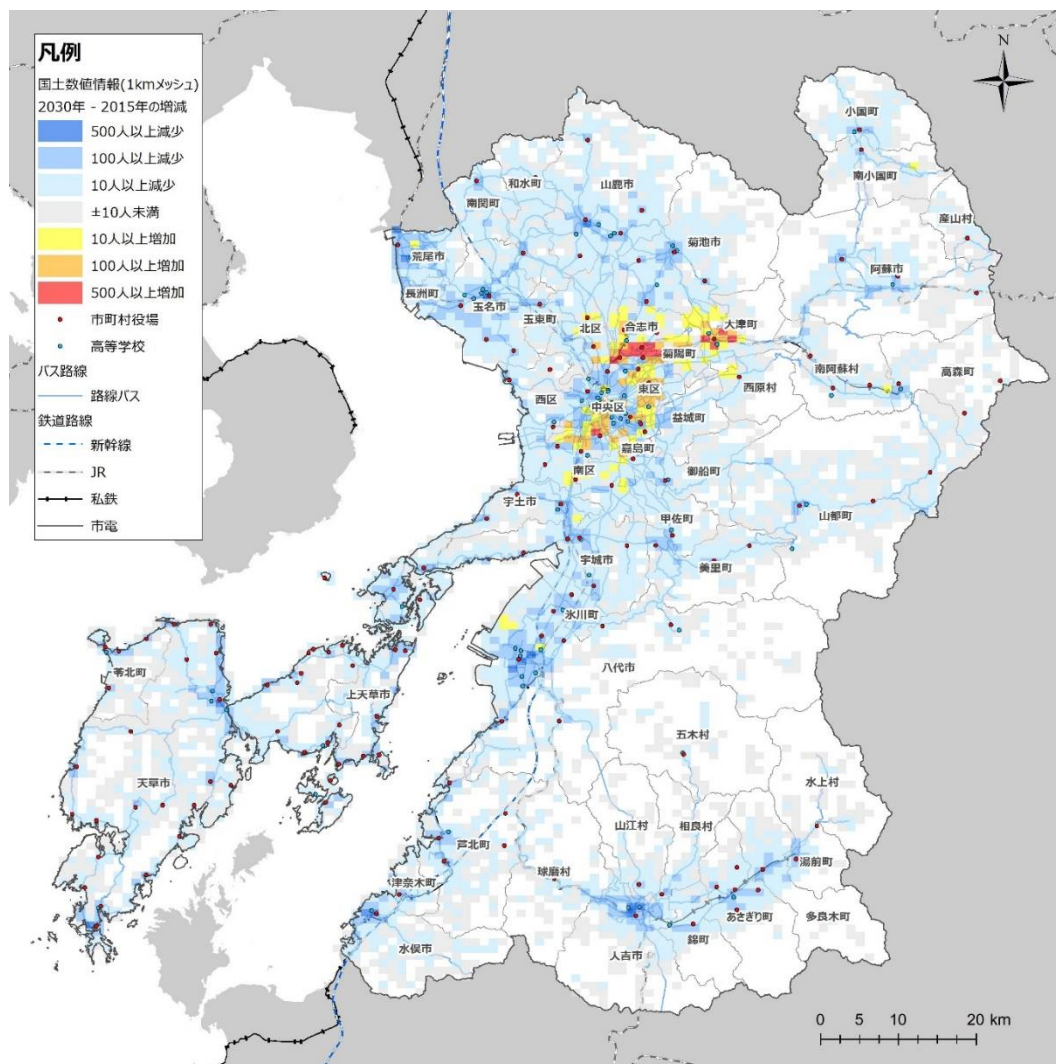 凡例
国土数値情報(1kmメッシュ)
2030年 - 2015年の増減
500人以上減少
100人以上減少
10人以上減少
±10人未満
10人以上増加
100人以上増加
500人以上増加
市町村役場
高等学校
バス路線
路線バス
鉄道路線
新幹線
JR
私鉄
市電
N
小国町
南小国町
産山村
和水町
山鹿市
南関町
菊池市
阿蘇市
荒尾市
長洲町
玉名市
玉東町
北区
合志市
大津町
菊陽町
南阿蘇村
高森町
西原村
東区
西区
中央区
益城町
嘉島町
南区
御船町
宇土市
甲佐町
山都町
宇城市
美里町
氷川町
八代市
苓北町
上天草市
五木村
天草市
水上村
山江村
相良村
芦北町
湯前町
球磨村
津奈木町
あさぎり町
多良木町
錦町
水俣市
人吉市
0 5 10 20 km